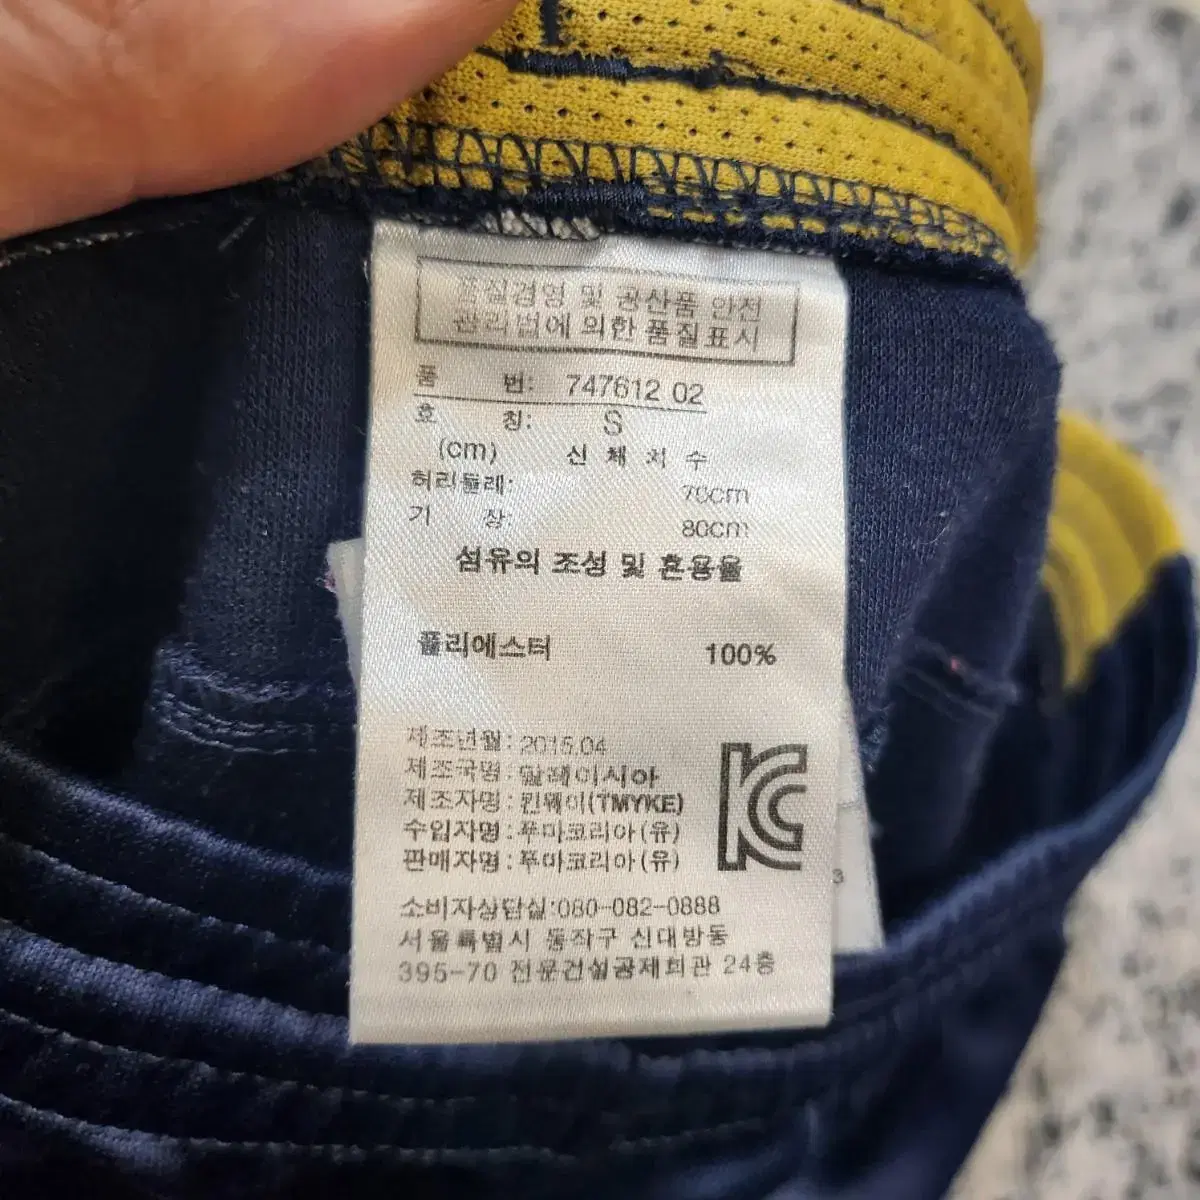 품질경영 및 공산품 안전
관리법에 의한 품질표시
품 번: 747612 02
호 칭: S
(cm) 신 체 치 수
허리둘레: 70cm
기 장: 80cm
섬유의 조성 및 혼용율
폴리에스터 100%
제조년월: 2015.04
제조국명: 말레이시아
제조자명: 킨웨이(TMYKE)
수입자명: 푸마코리아(유)
판매자명: 푸마코리아(유)
KC
소비자상담실:080-082-0888
서울특별시 동작구 신대방동
395-70 전문건설공제회관 24층
3